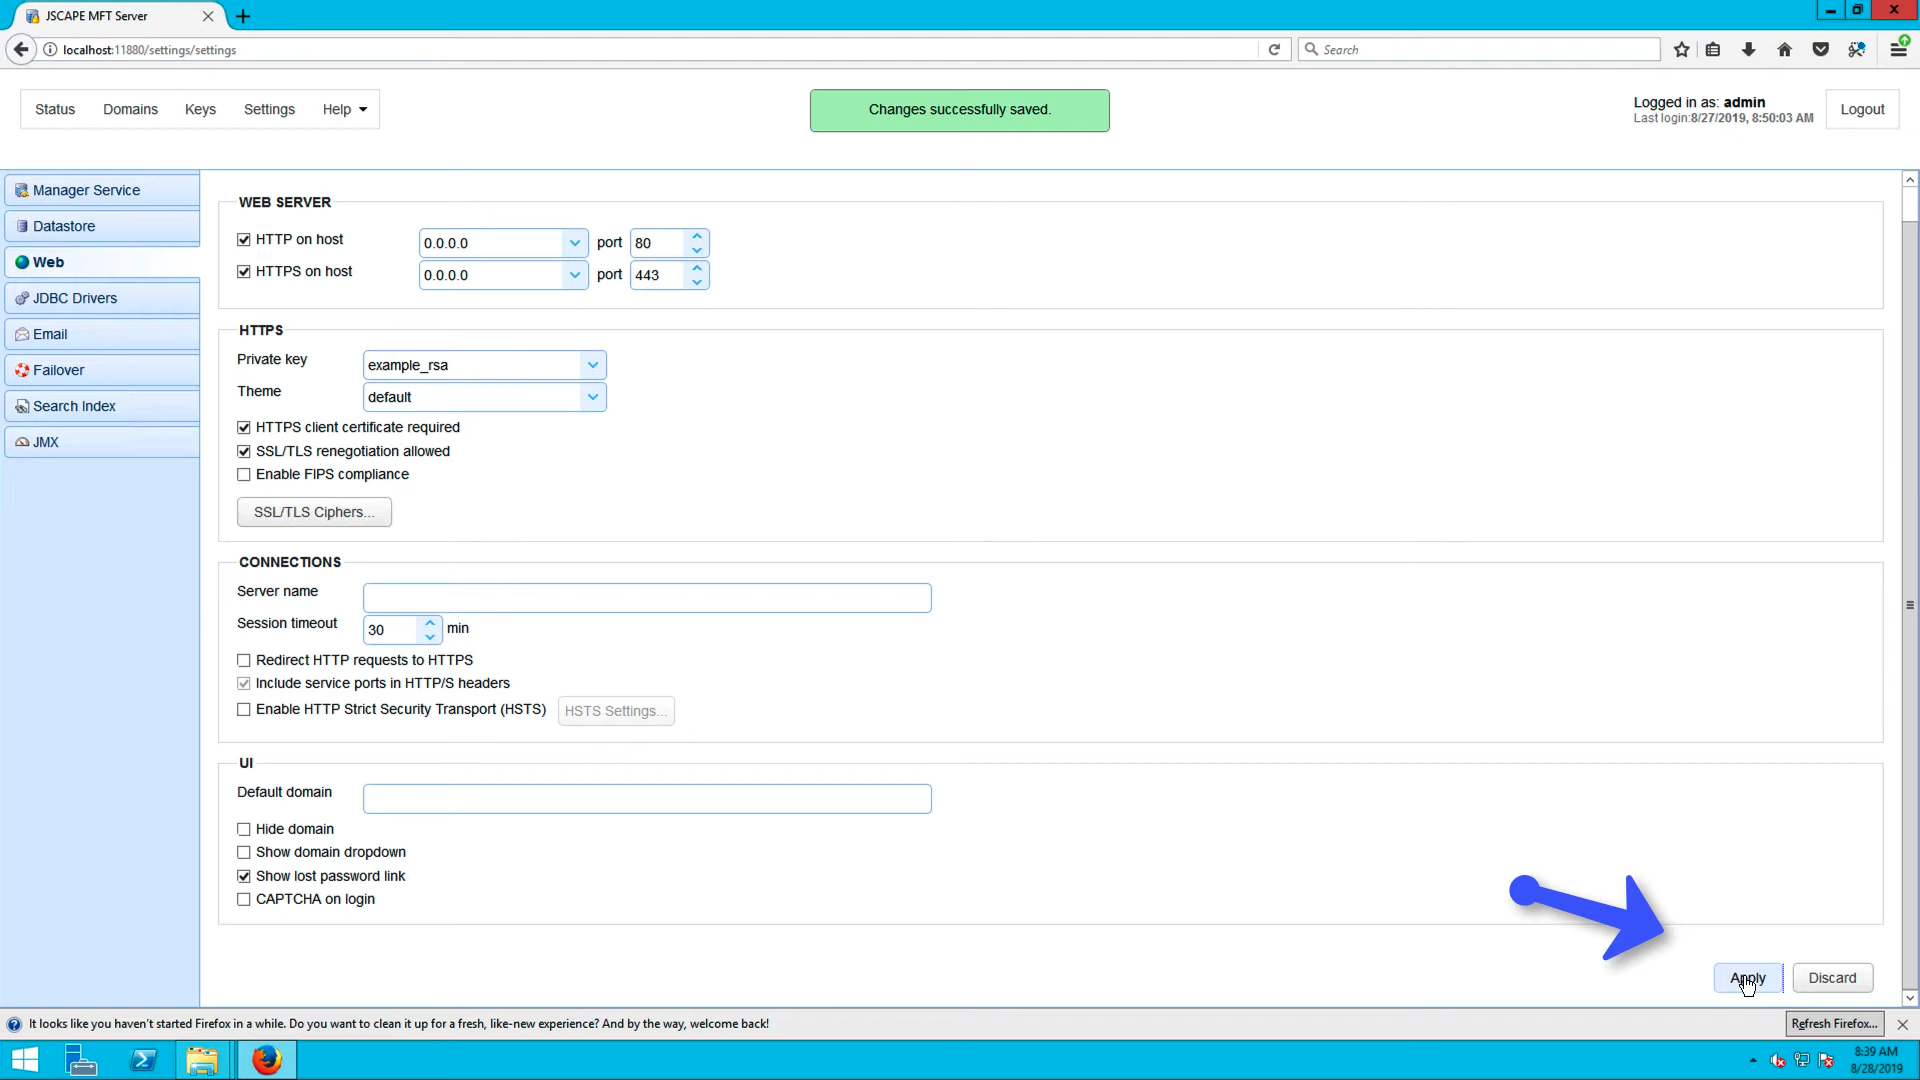 JSCAPE MFT Server
localhost:11880/settings/settings
Search
Status Domains Keys Settings Help
Changes successfully saved.
Logged in as: admin
Last login:8/27/2019, 8:50:03 AM
Logout
Manager Service
Datastore
Web
JDBC Drivers
Email
Failover
Search Index
JMX
WEB SERVER
HTTP on host 0.0.0.0 port 80
HTTPS on host 0.0.0.0 port 443
HTTPS
Private key example_rsa
Theme default
HTTPS client certificate required
SSL/TLS renegotiation allowed
Enable FIPS compliance
SSL/TLS Ciphers...
CONNECTIONS
Server name
Session timeout 30 min
Redirect HTTP requests to HTTPS
Include service ports in HTTP/S headers
Enable HTTP Strict Security Transport (HSTS) HSTS Settings...
UI
Default domain
Hide domain
Show domain dropdown
Show lost password link
CAPTCHA on login
Apply Discard
It looks like you haven't started Firefox in a while. Do you want to clean it up for a fresh, like-new experience? And by the way, welcome back!
Refresh Firefox...
8:39 AM
8/28/2019